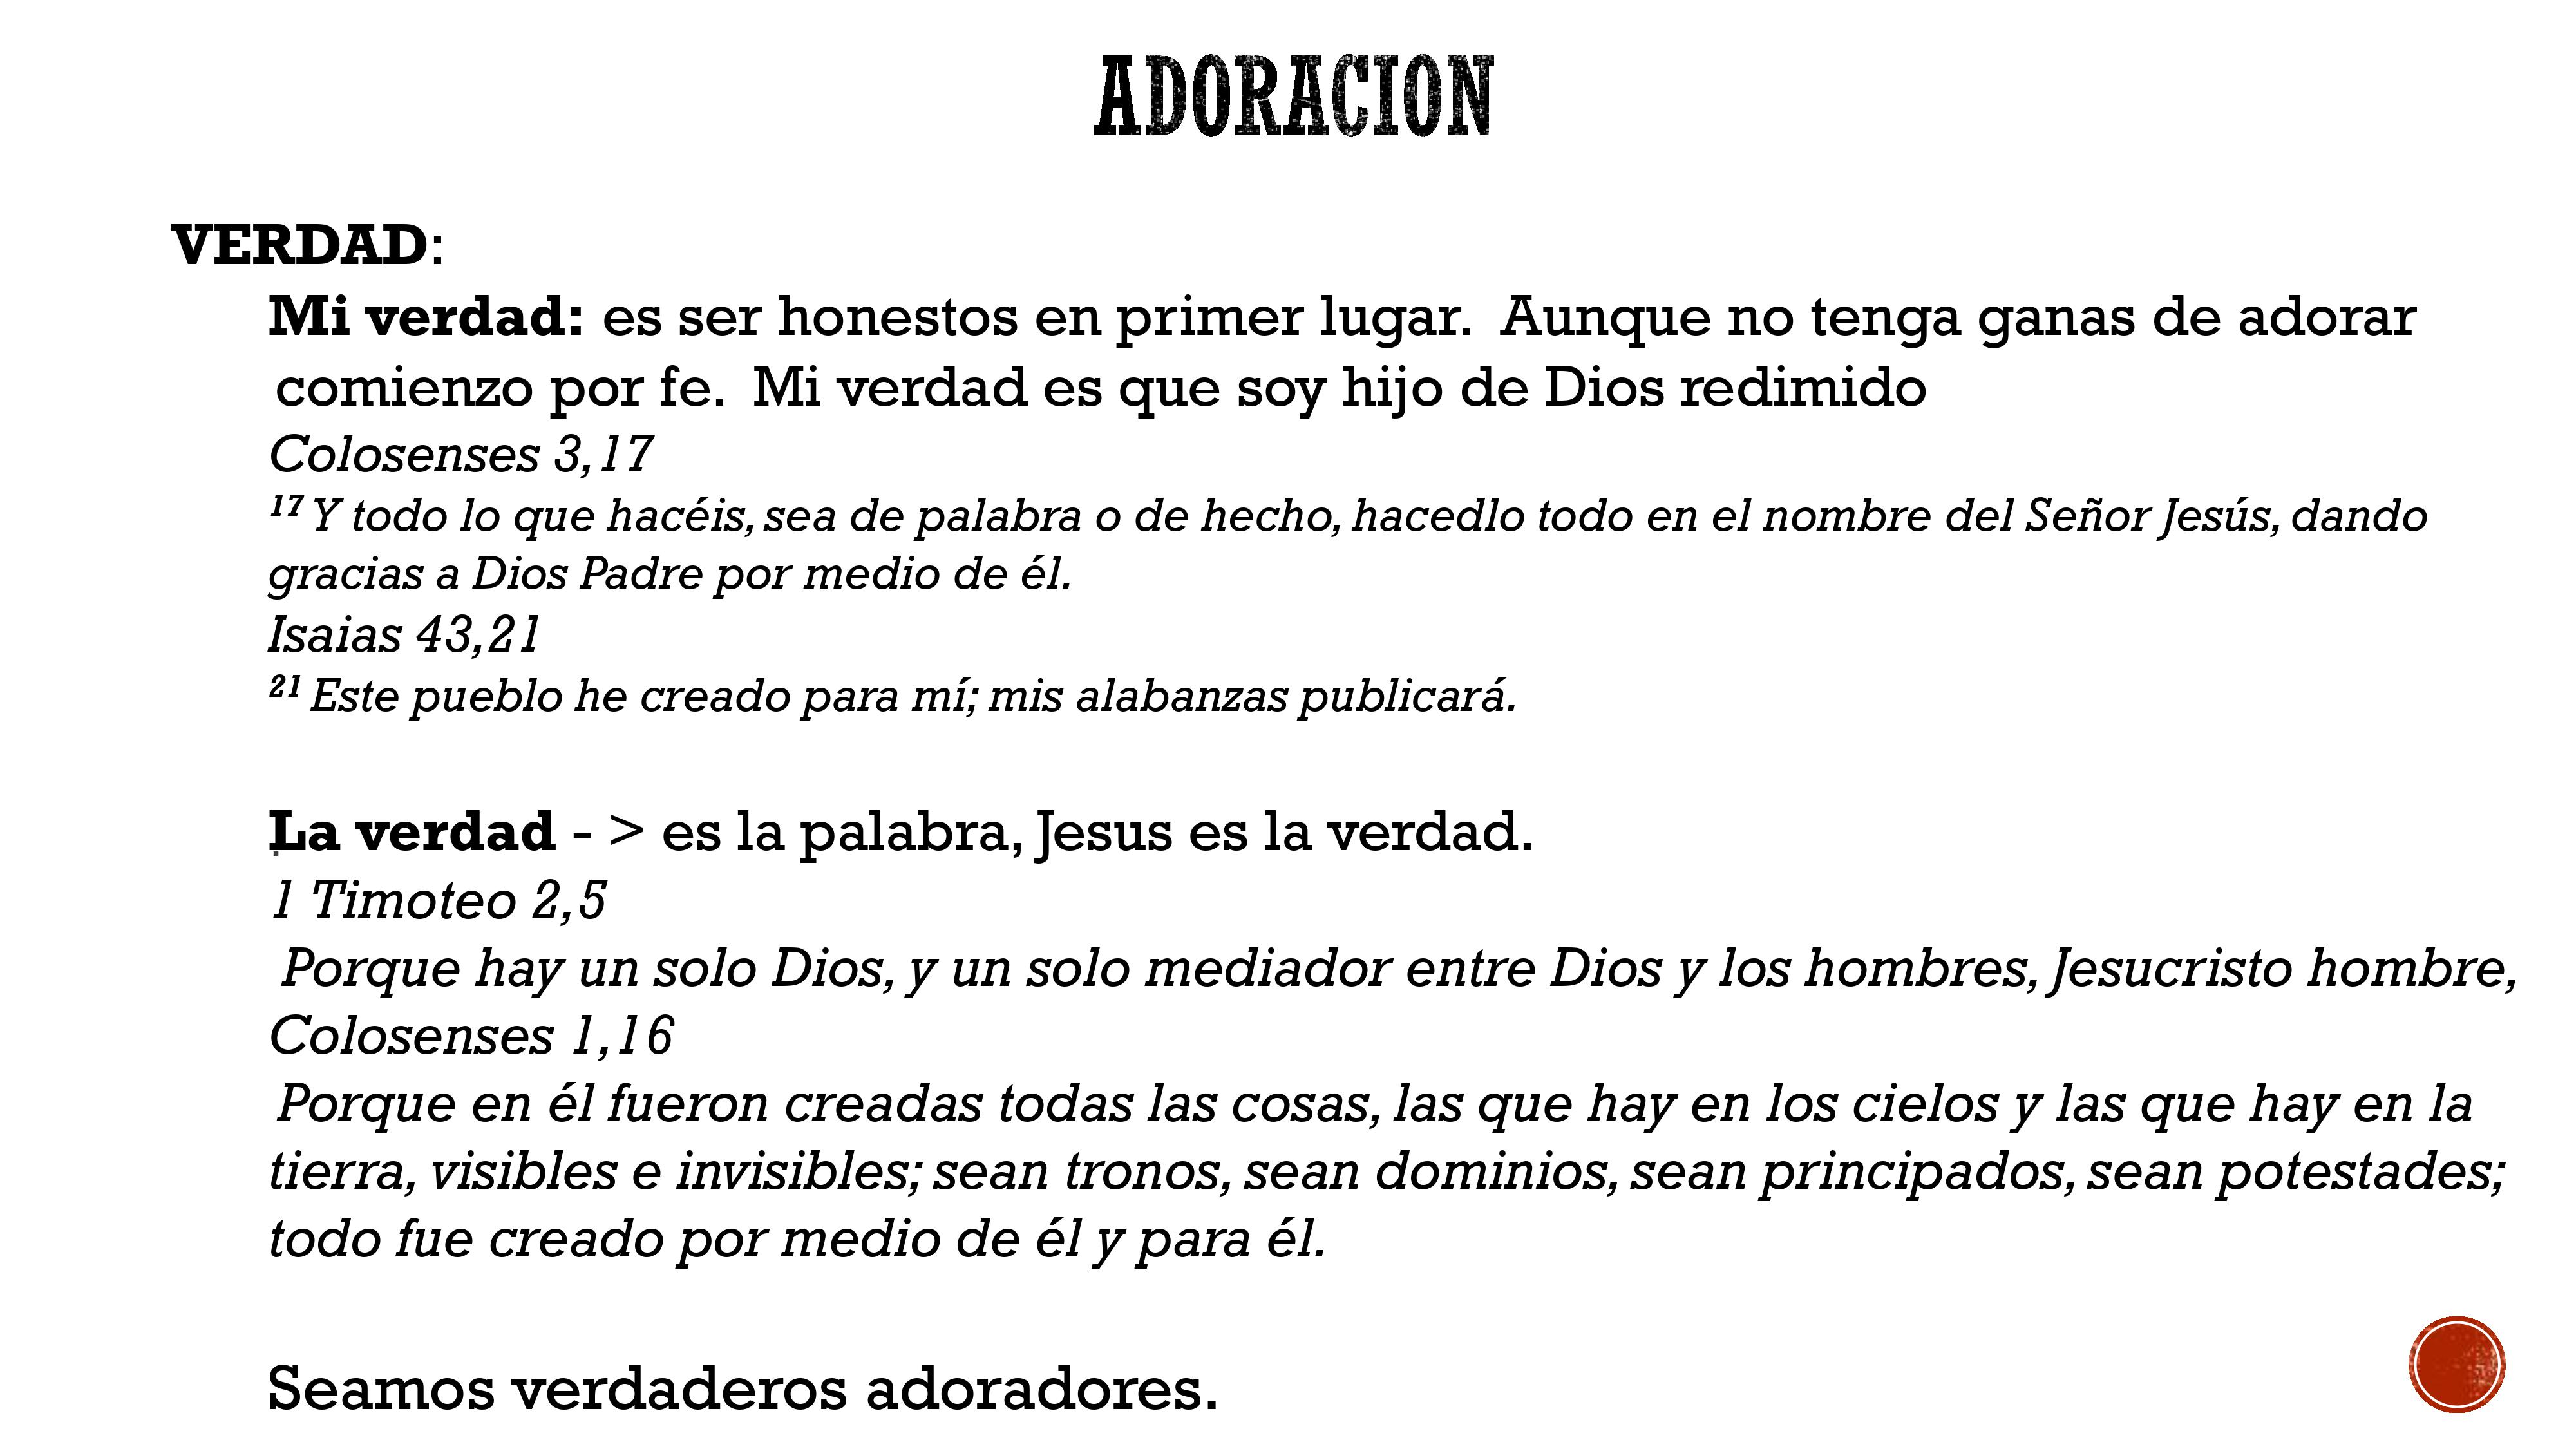 ADORACION
VERDAD:
Mi verdad: es ser honestos en primer lugar.  Aunque no tenga ganas de adorar
comienzo por fe.  Mi verdad es que soy hijo de Dios redimido
Colosenses 3,17
17 Y todo lo que hacéis, sea de palabra o de hecho, hacedlo todo en el nombre del Señor Jesús, dando
gracias a Dios Padre por medio de él.
Isaias 43,21
21 Este pueblo he creado para mí; mis alabanzas publicará.
La verdad - > es la palabra, Jesus es la verdad.
1 Timoteo 2,5
Porque hay un solo Dios, y un solo mediador entre Dios y los hombres, Jesucristo hombre,
Colosenses 1,16
Porque en él fueron creadas todas las cosas, las que hay en los cielos y las que hay en la
tierra, visibles e invisibles; sean tronos, sean dominios, sean principados, sean potestades;
todo fue creado por medio de él y para él.
Seamos verdaderos adoradores.